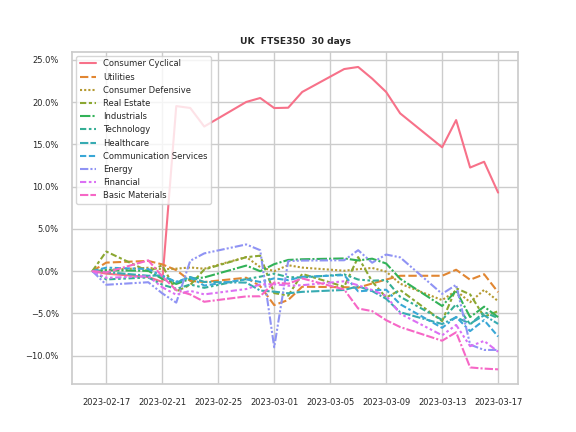 UK  FTSE350  30 days
25.0%
20.0%
15.0%
10.0%
5.0%
0.0%
−5.0%
−10.0%
Consumer Cyclical
Utilities
Consumer Defensive
Real Estate
Industrials
Technology
Healthcare
Communication Services
Energy
Financial
Basic Materials
2023-02-17 2023-02-21 2023-02-25 2023-03-01 2023-03-05 2023-03-09 2023-03-13 2023-03-17